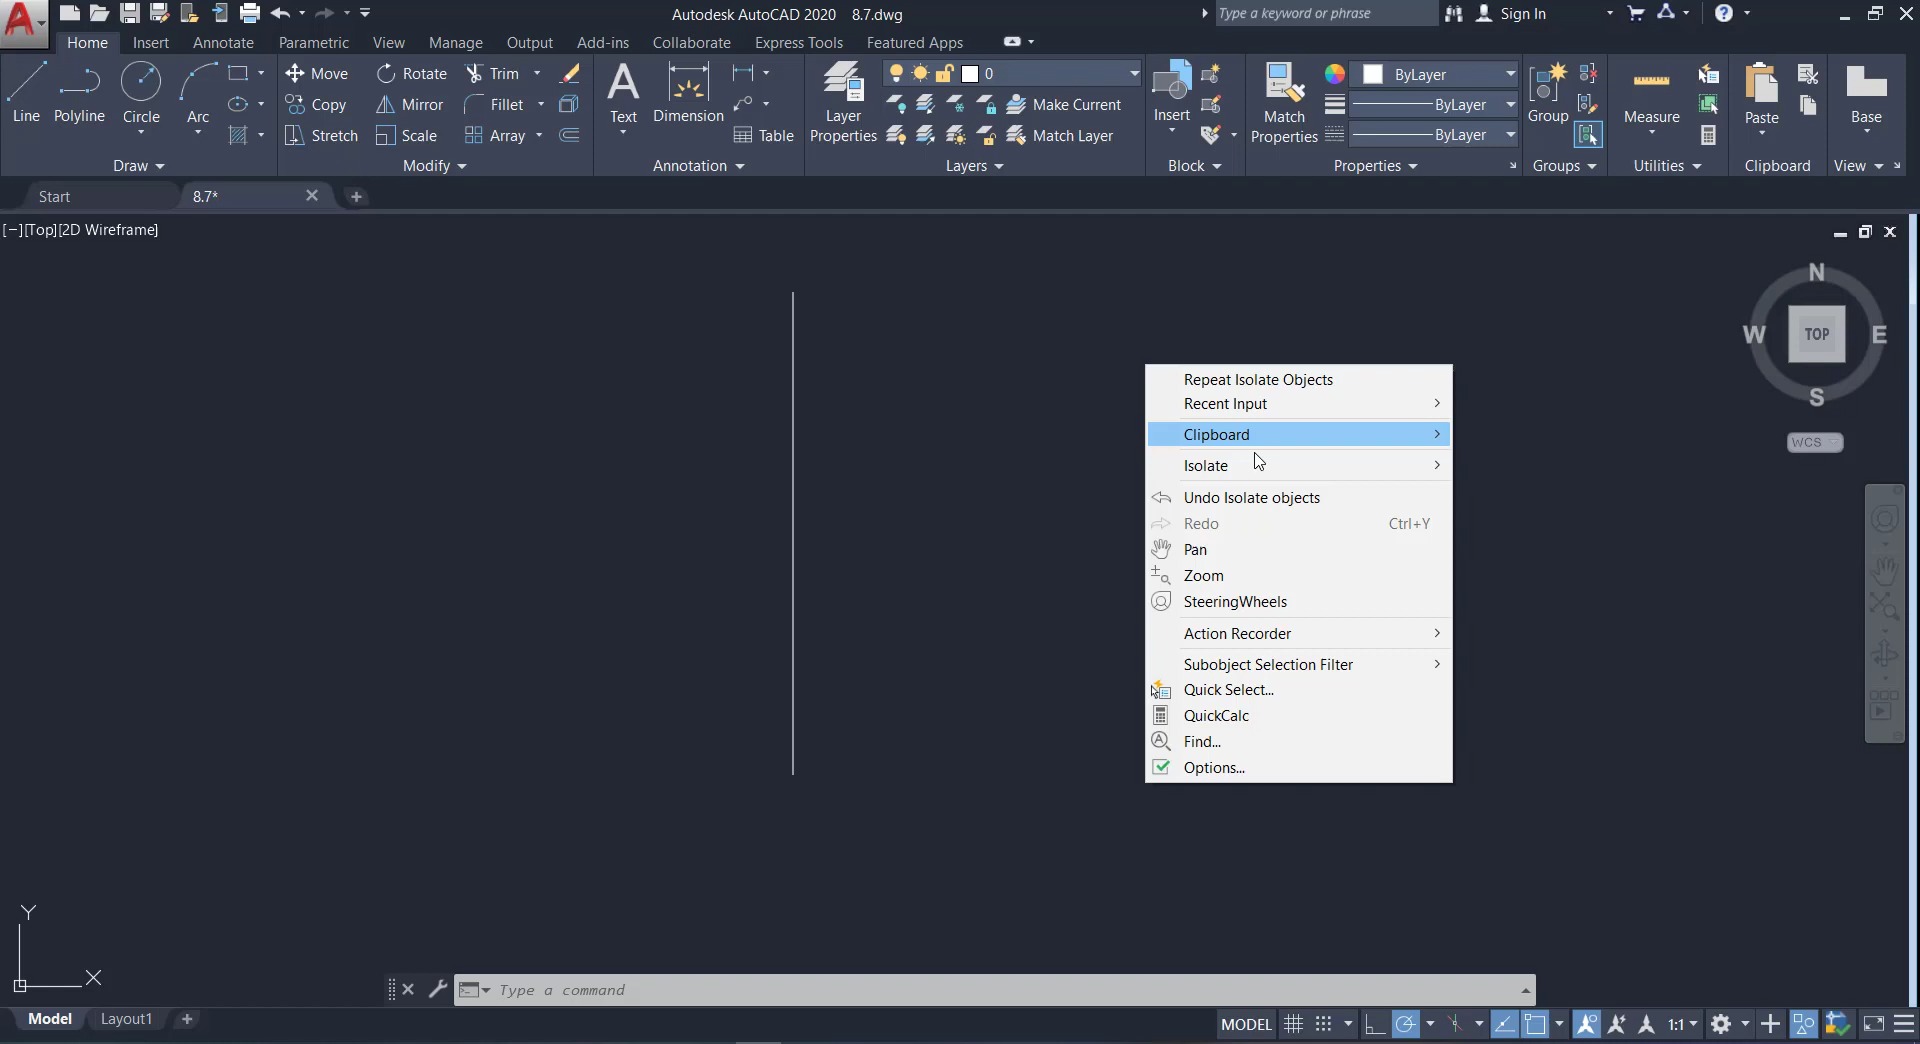 Autodesk AutoCAD 2020 8.7.dwg
Type a keyword or phrase
Sign In
Home Insert Annotate Parametric View Manage Output Add-ins Collaborate Express Tools Featured Apps
Line Polyline Circle Arc
Move Rotate Trim
Copy Mirror Fillet
Stretch Scale Array
Text Dimension
Table
Layer Properties
0
Make Current
Match Layer
Insert
Match Properties
ByLayer
ByLayer
ByLayer
Group
Measure
Paste
Base
Draw Modify Annotation Layers Block Properties Groups Utilities Clipboard View
Start 8.7*
[−][Top][2D Wireframe]
N
W TOP E
S
WCS
Repeat Isolate Objects
Recent Input
Clipboard
Isolate
Undo Isolate objects
Redo Ctrl+Y
Pan
Zoom
SteeringWheels
Action Recorder
Subobject Selection Filter
Quick Select...
QuickCalc
Find...
Options...
Y
X
Type a command
Model Layout1
MODEL 1:1